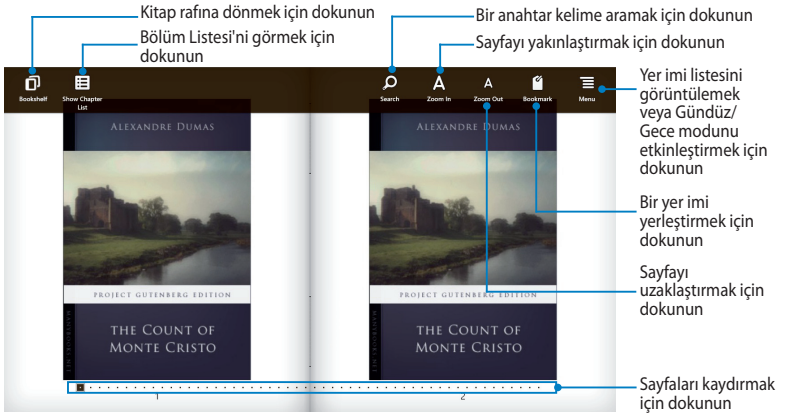 Kitap rafına dönmek için dokunun
Bölüm Listesi'ni görmek için
dokunun
Bir anahtar kelime aramak için dokunun
Sayfayı yakınlaştırmak için dokunun
Yer imi listesini
görüntülemek
veya Gündüz/
Gece modunu
etkinleştirmek için
dokunun
Bookshelf
Show Chapter
List
Search
Zoom In
Zoom Out
Bookmark
Menu
Alexandre Dumas
PROJECT GUTENBERG EDITION
THE COUNT OF
MONTE CRISTO
Alexandre Dumas
PROJECT GUTENBERG EDITION
THE COUNT OF
MONTE CRISTO
Bir yer imi
yerleştirmek için
dokunun
Sayfayı
uzaklaştırmak için
dokunun
Sayfaları kaydırmak
için dokunun
1
2